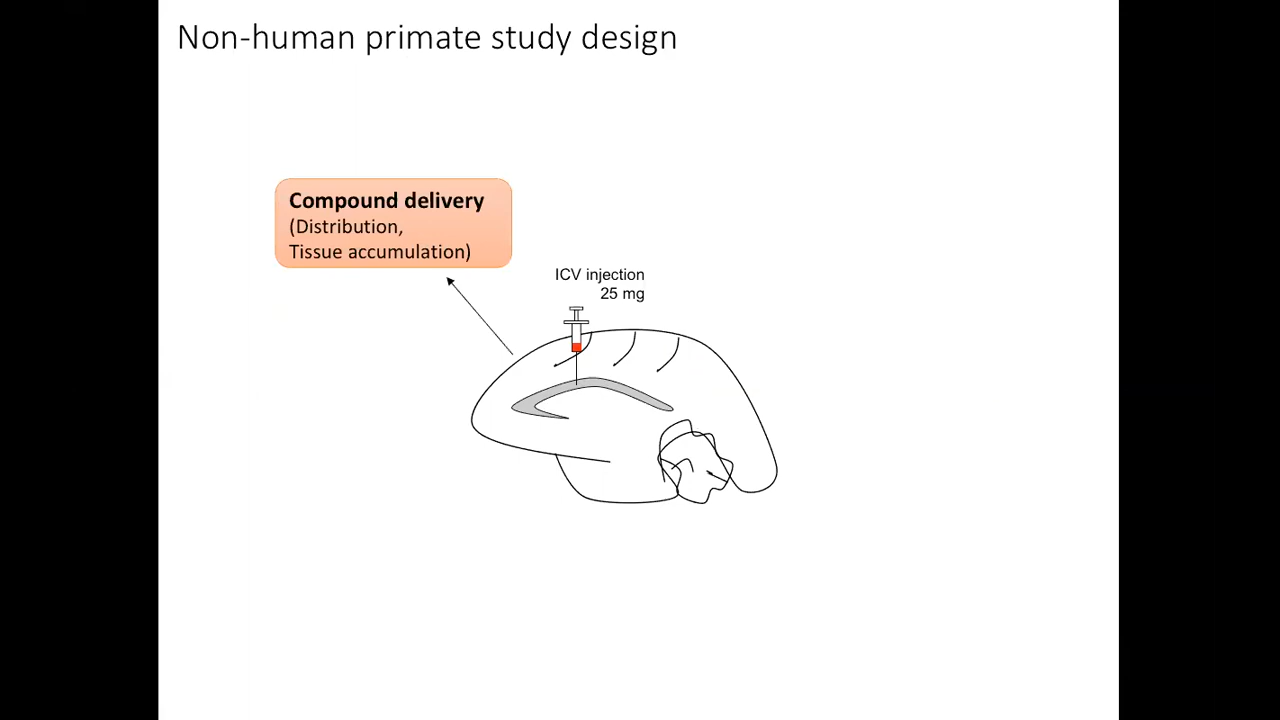 Non-human primate study design
Compound delivery
(Distribution,
Tissue accumulation)
ICV injection
25 mg